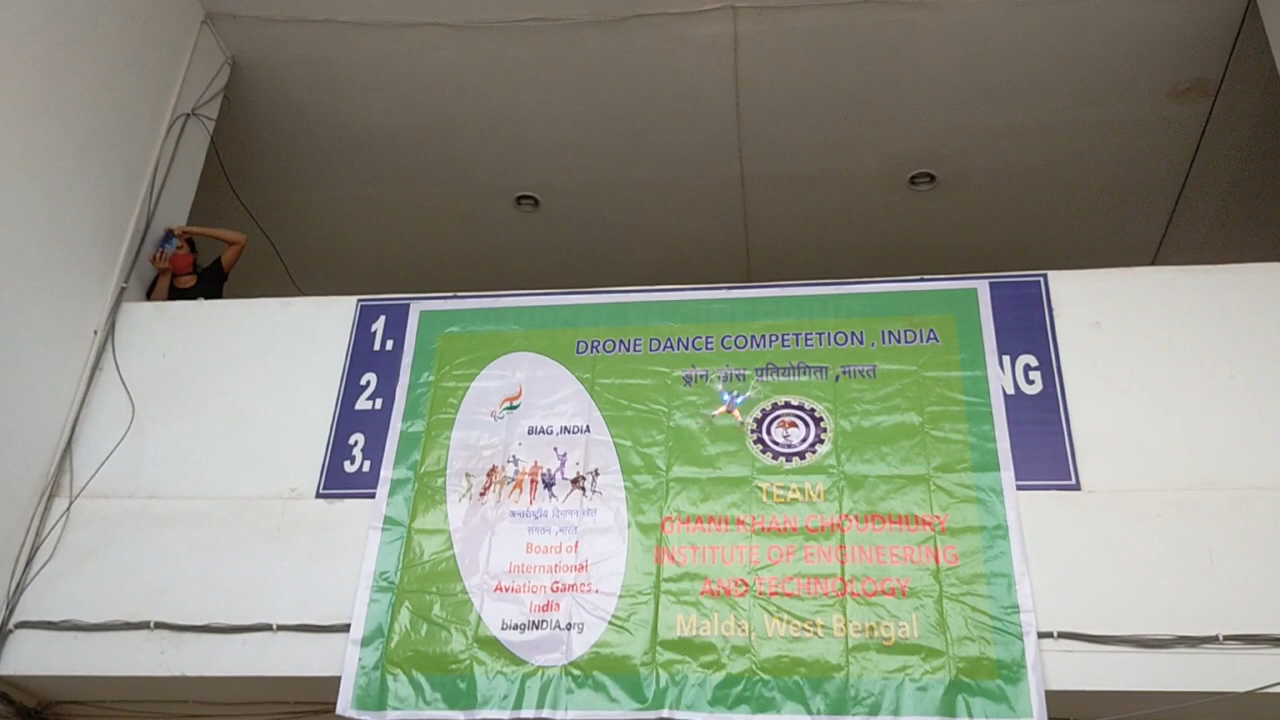 1.
2.
3.
NG
DRONE DANCE COMPETETION , INDIA
ड्रोन डांस प्रतियोगिता ,भारत
BIAG ,INDIA
अन्तर्राष्ट्रीय विमानन खेल
संगठन ,भारत
Board of
International
Aviation Games ,
India
biagINDIA.org
TEAM
GHANI KHAN CHOUDHURY
INSTITUTE OF ENGINEERING
AND TECHNOLOGY
Malda, West Bengal